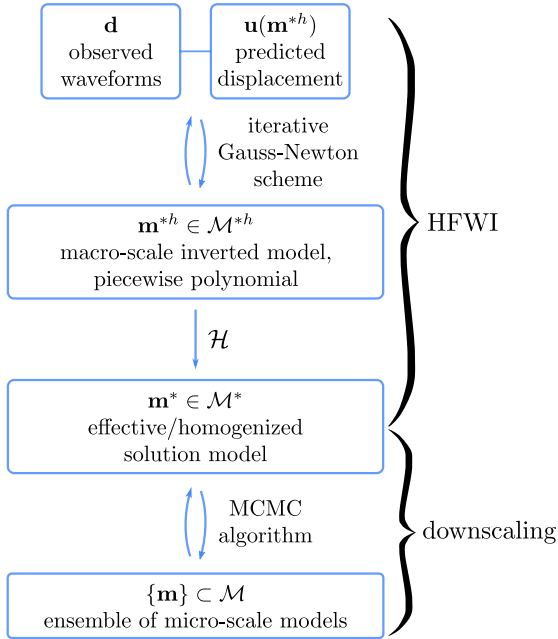 d
observed
waveforms
u(m*h)
predicted
displacement
iterative
Gauss-Newton
scheme
m*h ∈ M*h
macro-scale inverted model,
piecewise polynomial
HFWI
H
m* ∈ M*
effective/homogenized
solution model
MCMC
algorithm
downscaling
{m} ⊂ M
ensemble of micro-scale models